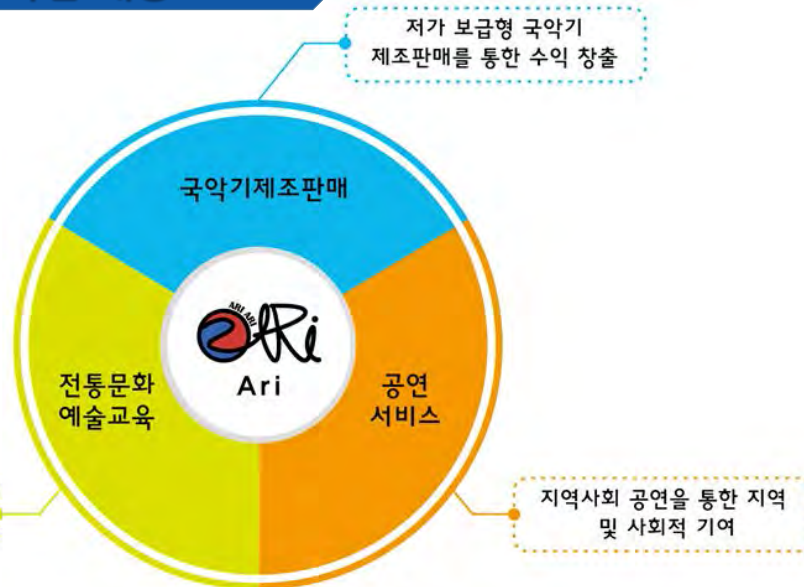 저가 보급형 국악기
제조판매를 통한 수익 창출
국악기제조판매
ARI ARI
ARi
Ari
전통문화
예술교육
공연
서비스
지역사회 공연을 통한 지역
및 사회적 기여